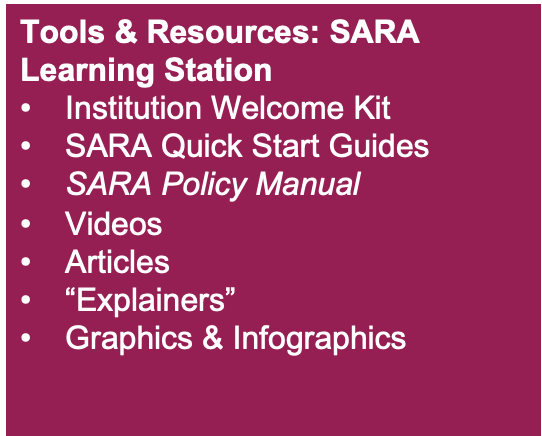 Tools & Resources: SARA
Learning Station
• Institution Welcome Kit
• SARA Quick Start Guides
• SARA Policy Manual
• Videos
• Articles
• “Explainers”
• Graphics & Infographics